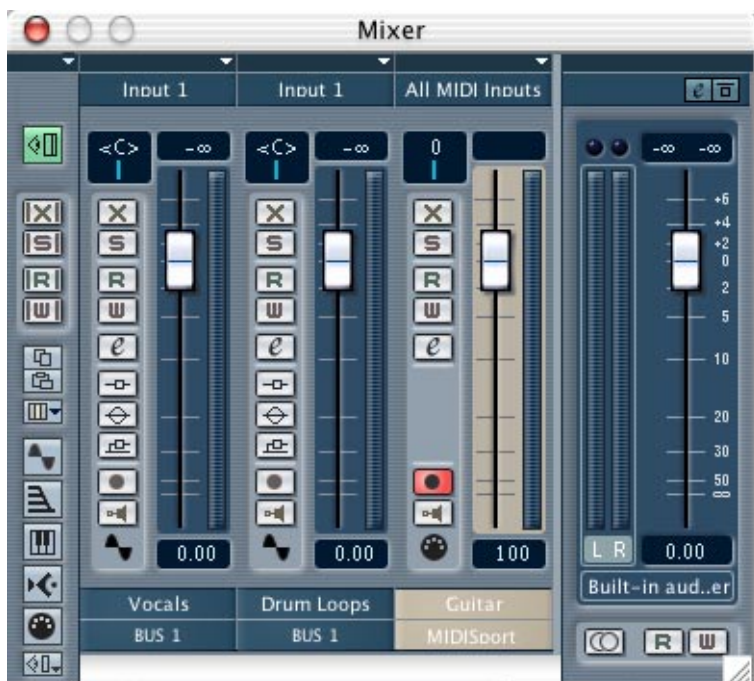 Mixer
Input 1 Input 1 All MIDI Inputs
e
<C> -∞ <C> -∞ 0 -∞ -∞
X X X
|X| S S S
|S|
|R| R R R
|W| W W W
e e e
+6
+4
+2
0
2
5
10
20
30
50
∞
0.00 0.00 100 L R 0.00
Built-in aud..er
Vocals Drum Loops Guitar
BUS 1 BUS 1 MIDISport
R W